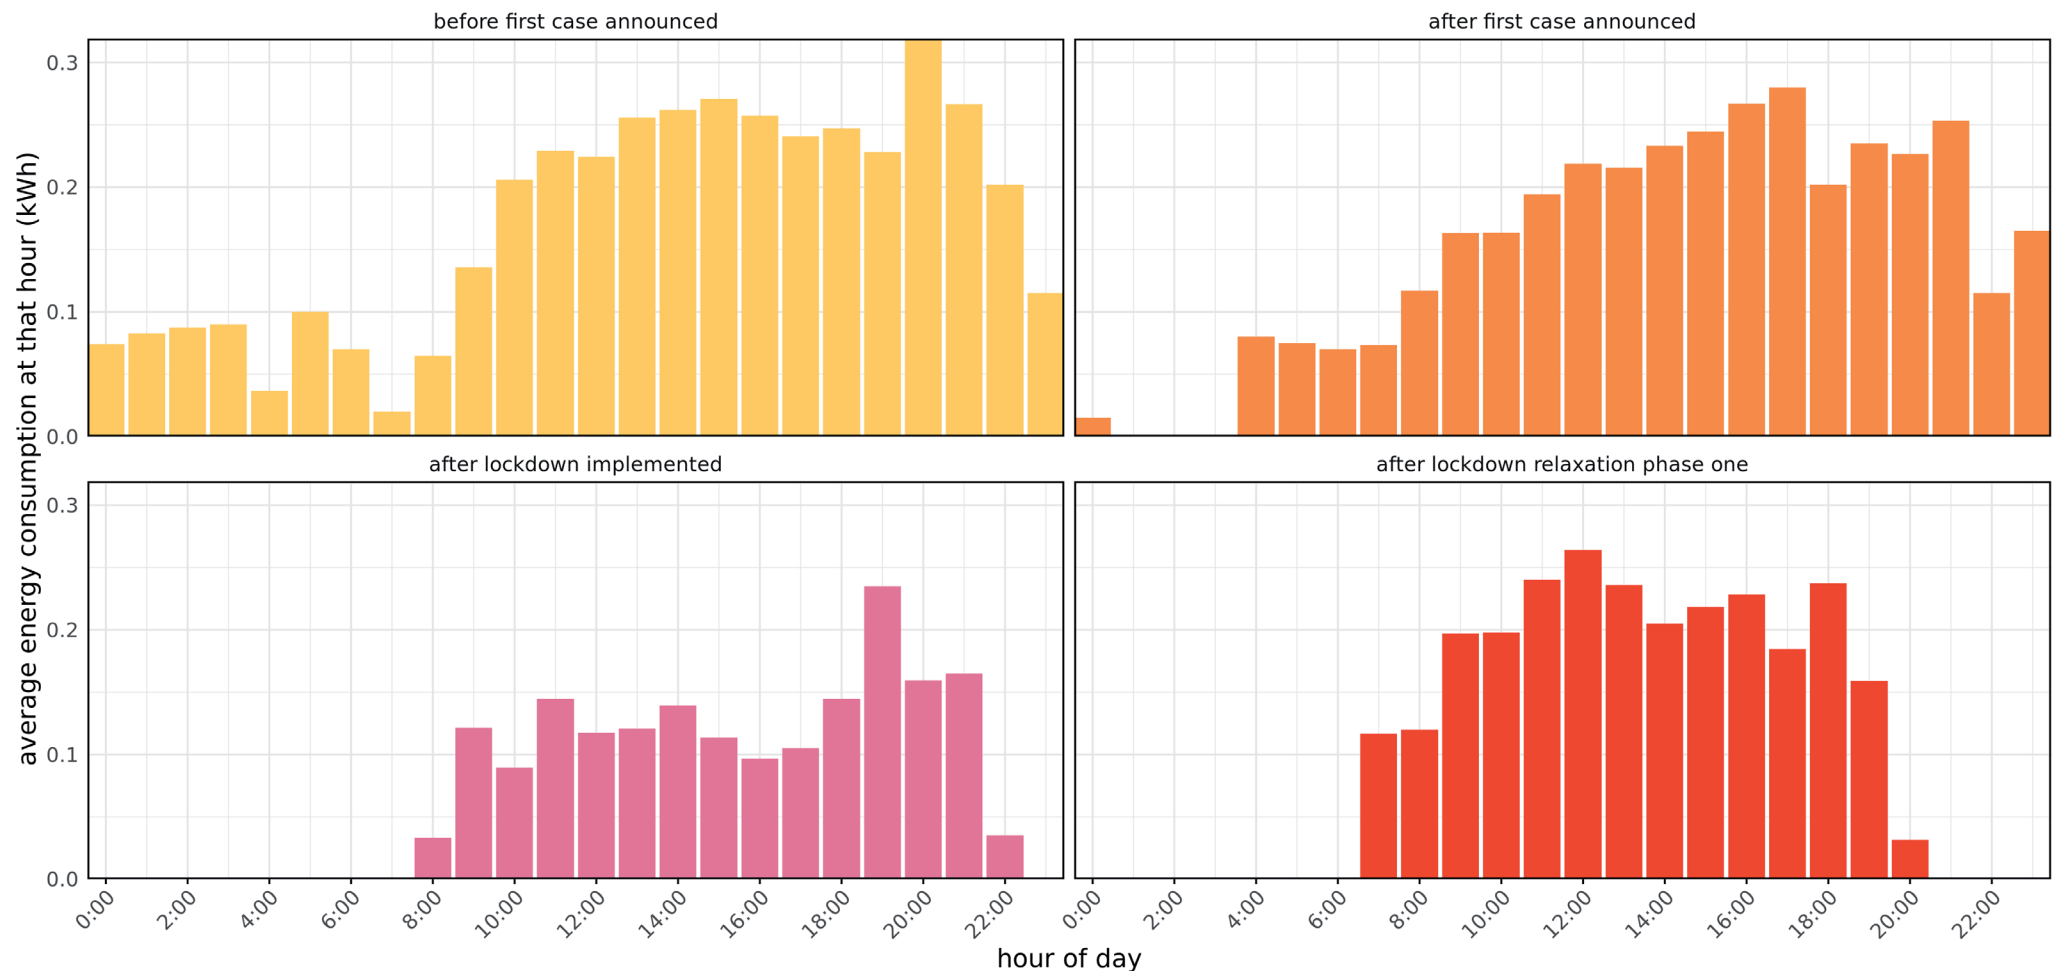 before first case announced
after first case announced
0.3
0.2
0.1
0.0
after lockdown implemented
after lockdown relaxation phase one
0.3
0.2
0.1
0.0
average energy consumption at that hour (kWh)
0:00 2:00 4:00 6:00 8:00 10:00 12:00 14:00 16:00 18:00 20:00 22:00
0:00 2:00 4:00 6:00 8:00 10:00 12:00 14:00 16:00 18:00 20:00 22:00
hour of day